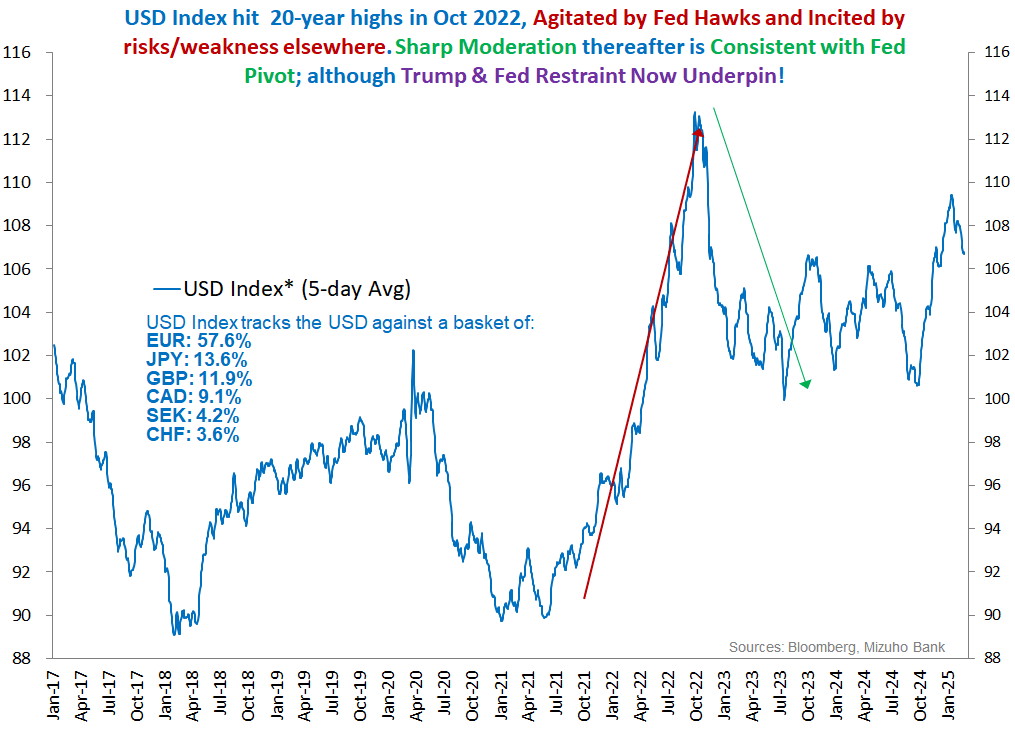 USD Index hit  20-year highs in Oct 2022, Agitated by Fed Hawks and Incited by
risks/weakness elsewhere. Sharp Moderation thereafter is Consistent with Fed
Pivot; although Trump & Fed Restraint Now Underpin!
116
114
112
110
108
106
104
102
100
98
96
94
92
90
88
116
114
112
110
108
106
104
102
100
98
96
94
92
90
88
USD Index* (5-day Avg)
USD Index tracks the USD against a basket of:
EUR: 57.6%
JPY: 13.6%
GBP: 11.9%
CAD: 9.1%
SEK: 4.2%
CHF: 3.6%
Sources: Bloomberg, Mizuho Bank
Jan-17
Apr-17
Jul-17
Oct-17
Jan-18
Apr-18
Jul-18
Oct-18
Jan-19
Apr-19
Jul-19
Oct-19
Jan-20
Apr-20
Jul-20
Oct-20
Jan-21
Apr-21
Jul-21
Oct-21
Jan-22
Apr-22
Jul-22
Oct-22
Jan-23
Apr-23
Jul-23
Oct-23
Jan-24
Apr-24
Jul-24
Oct-24
Jan-25